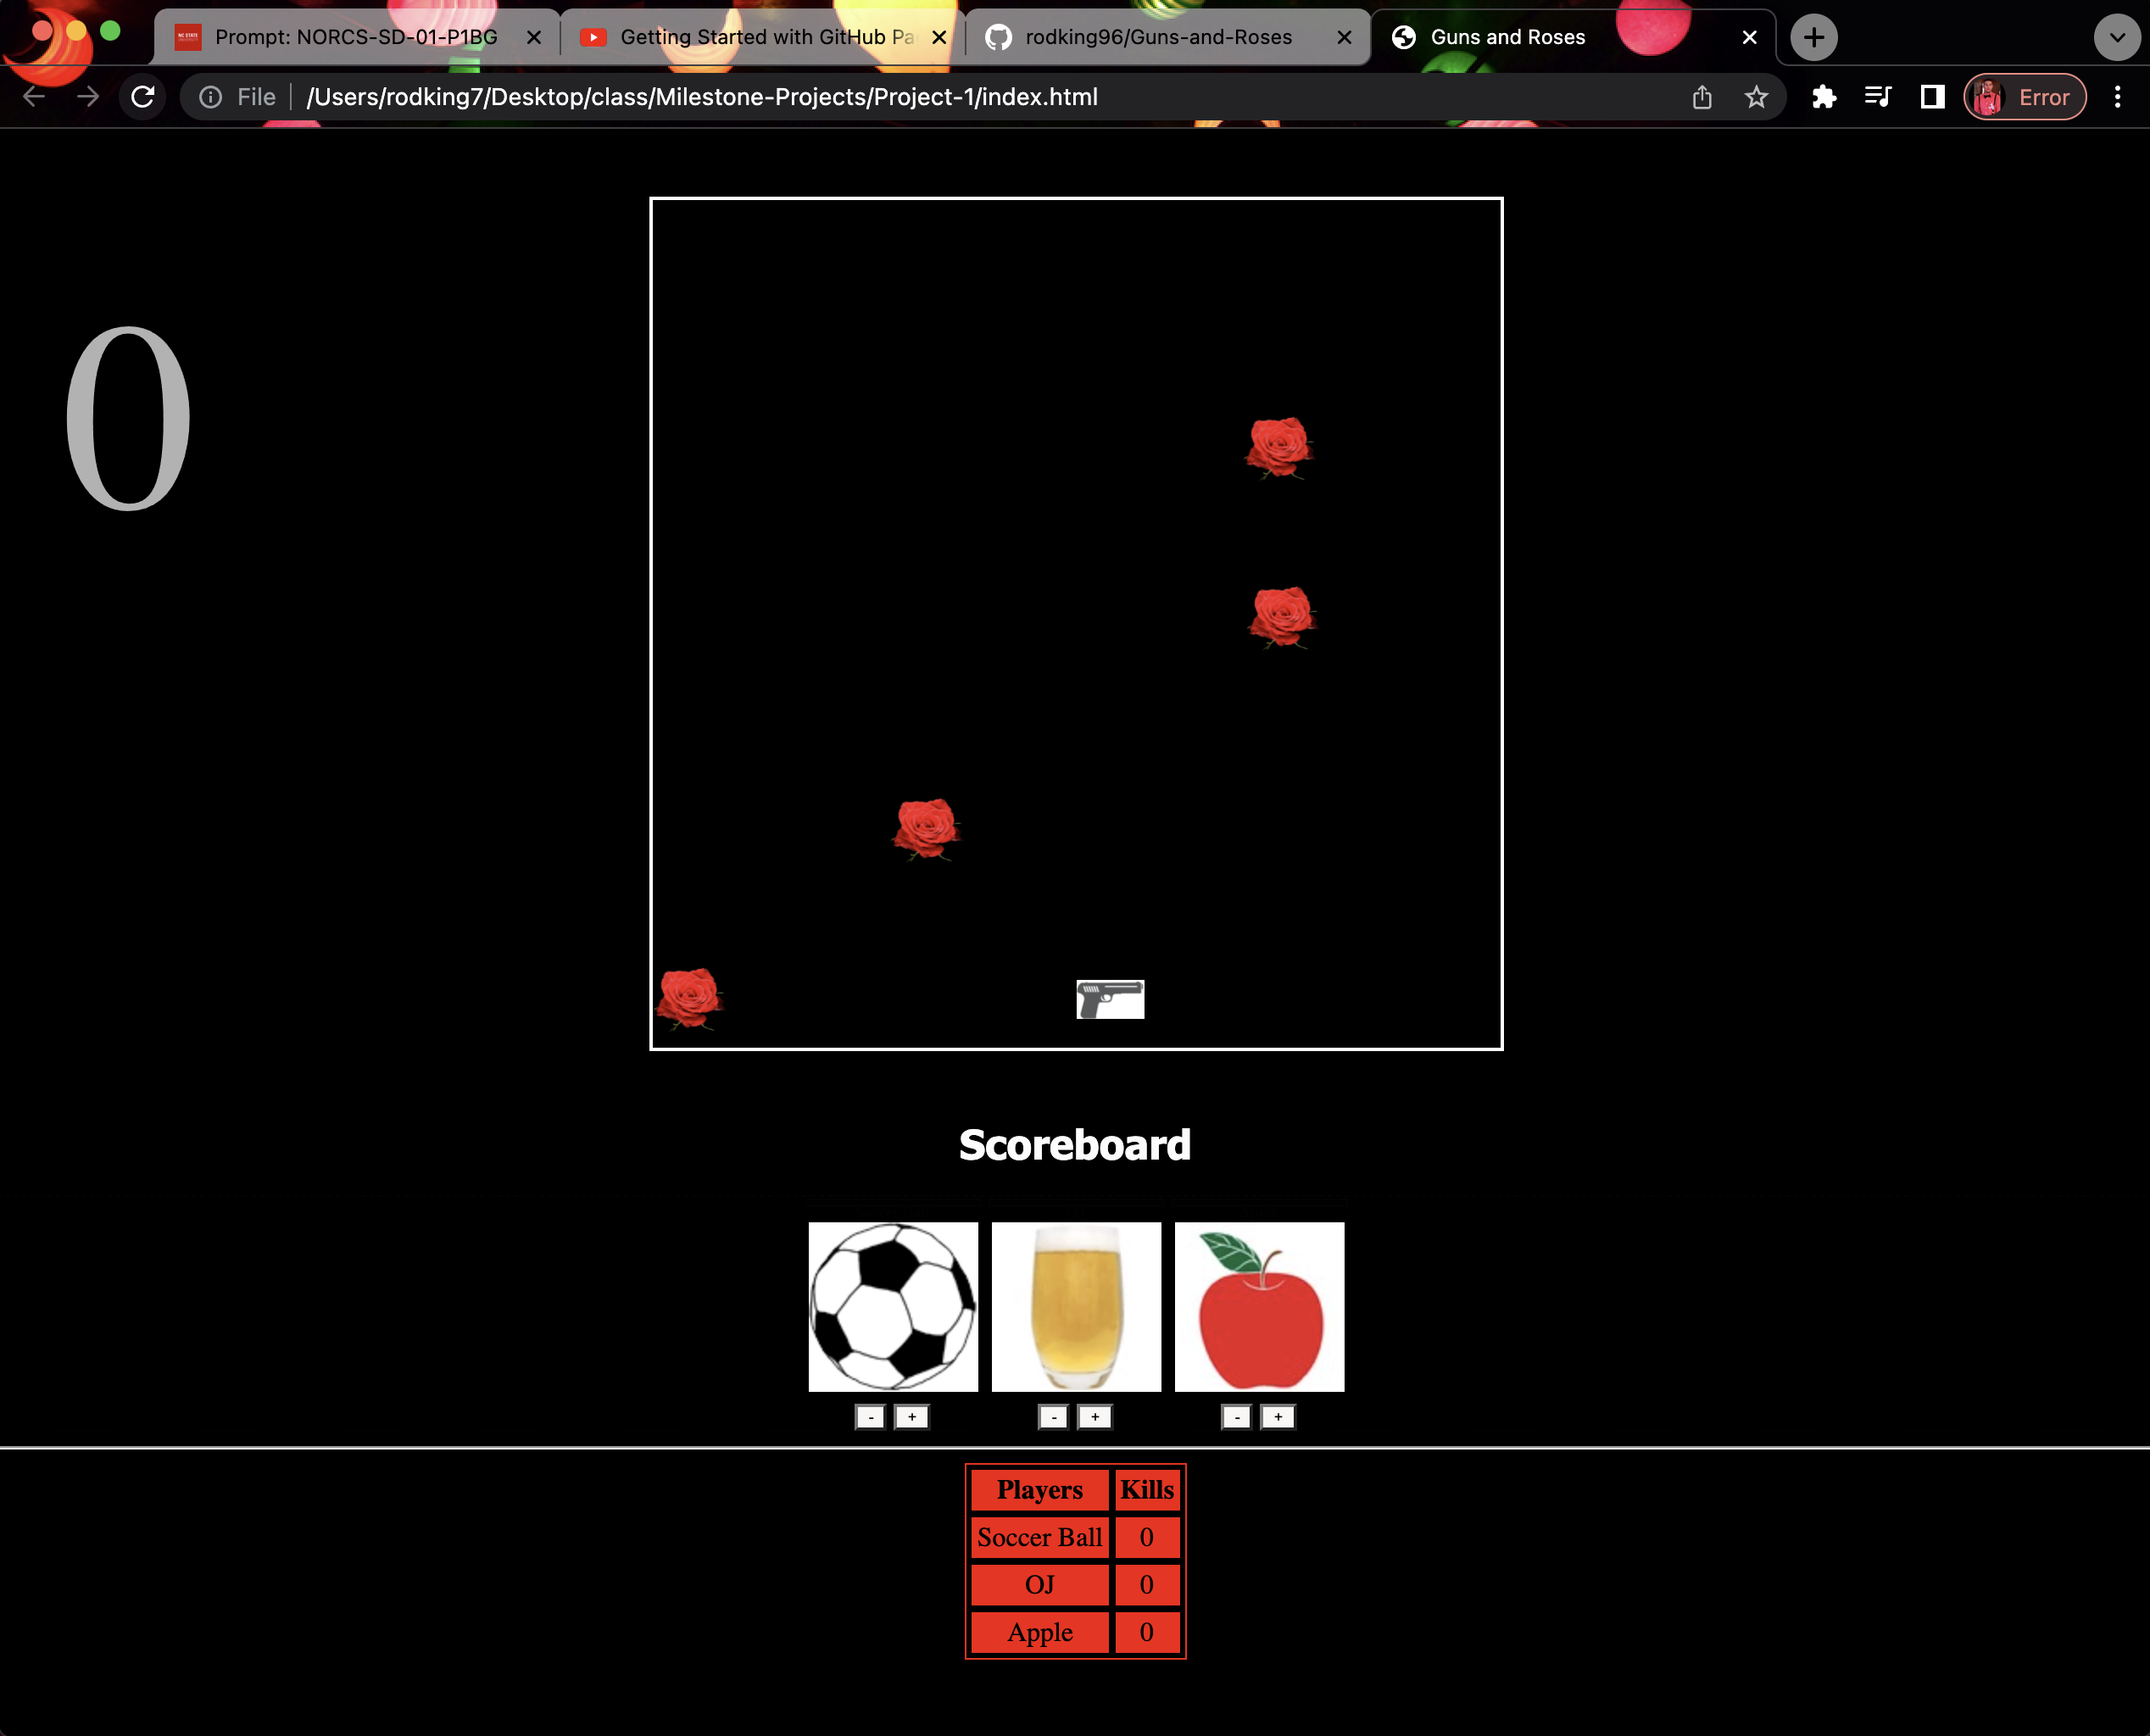 Prompt: NORCS-SD-01-P1BG
Getting Started with GitHub Pa
rodking96/Guns-and-Roses
Guns and Roses
File
/Users/rodking7/Desktop/class/Milestone-Projects/Project-1/index.html
Error
0
Scoreboard
- + - + - +
Players Kills
Soccer Ball 0
OJ 0
Apple 0